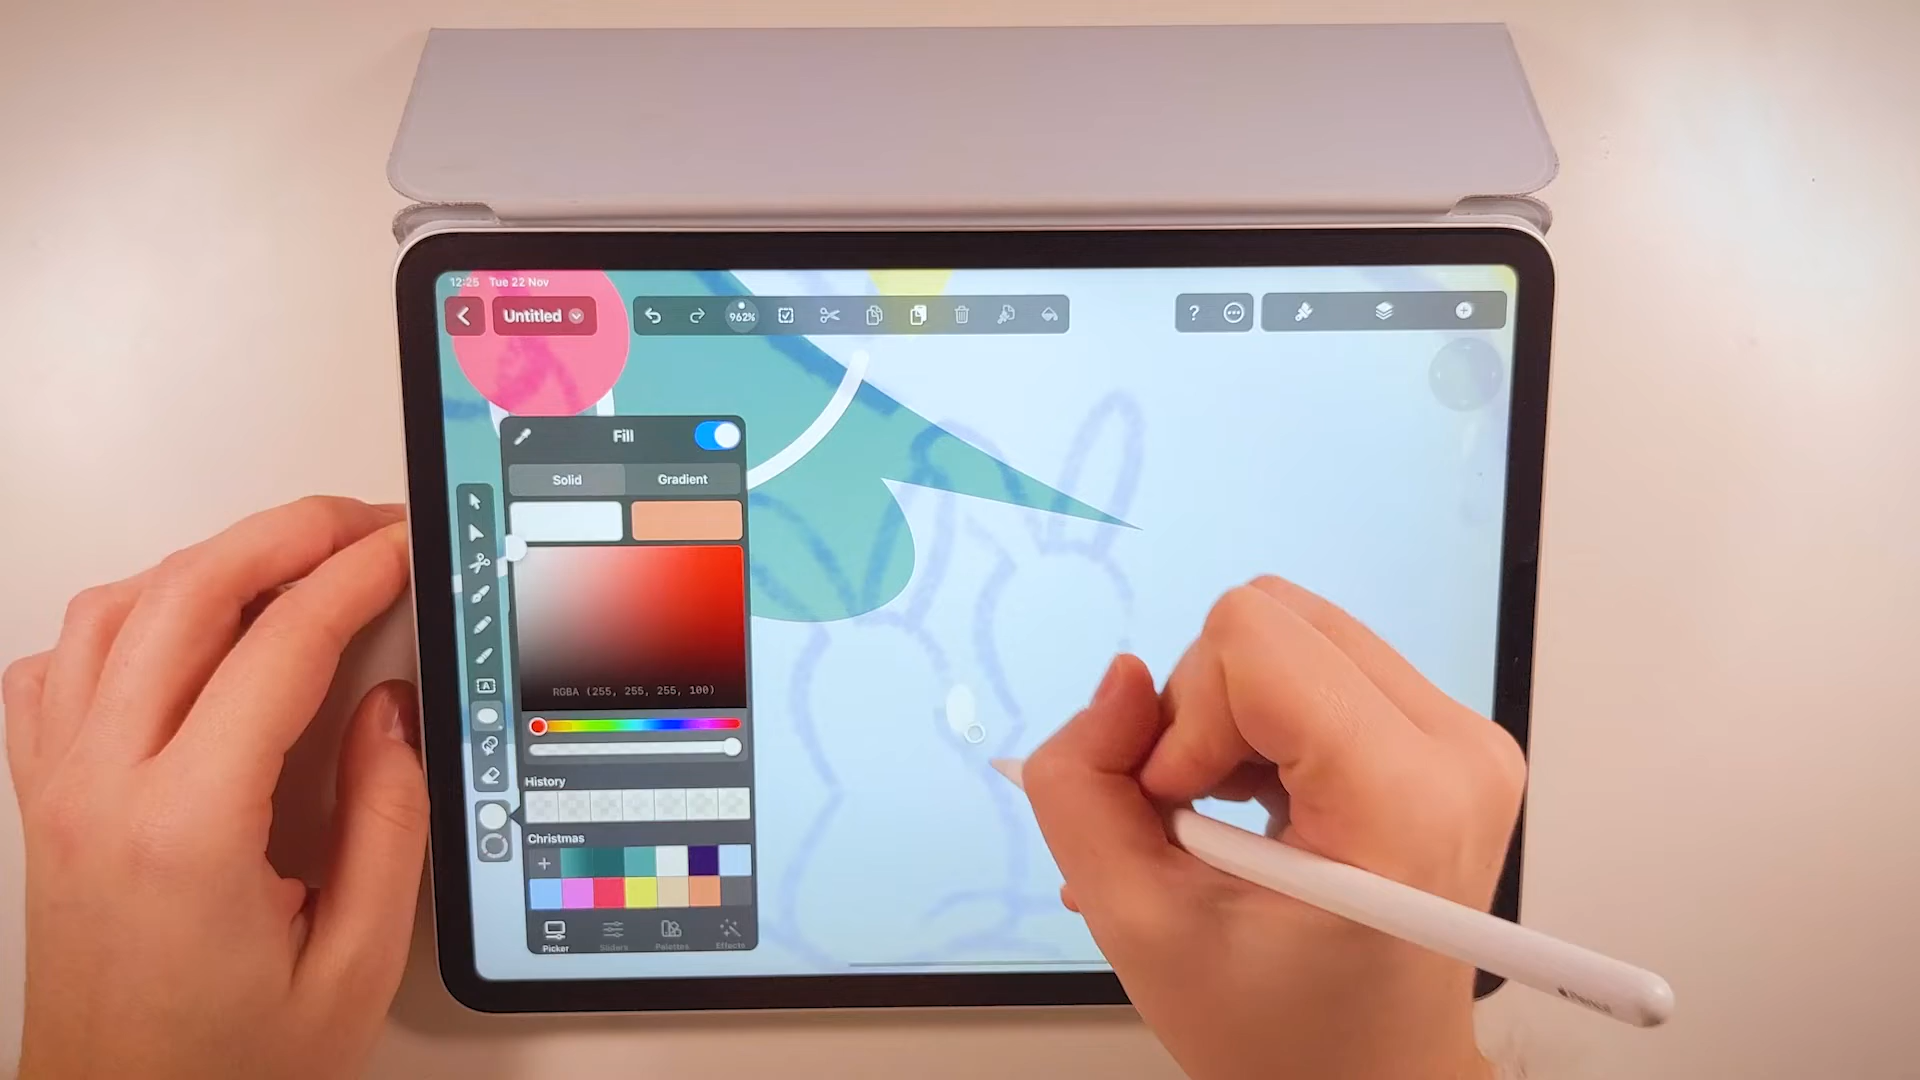 12:25 Tue 22 Nov
Untitled
962%
?
Fill
Solid Gradient
RGBA (255, 255, 255, 100)
History
Christmas
Picker Sliders Palettes Effects
A